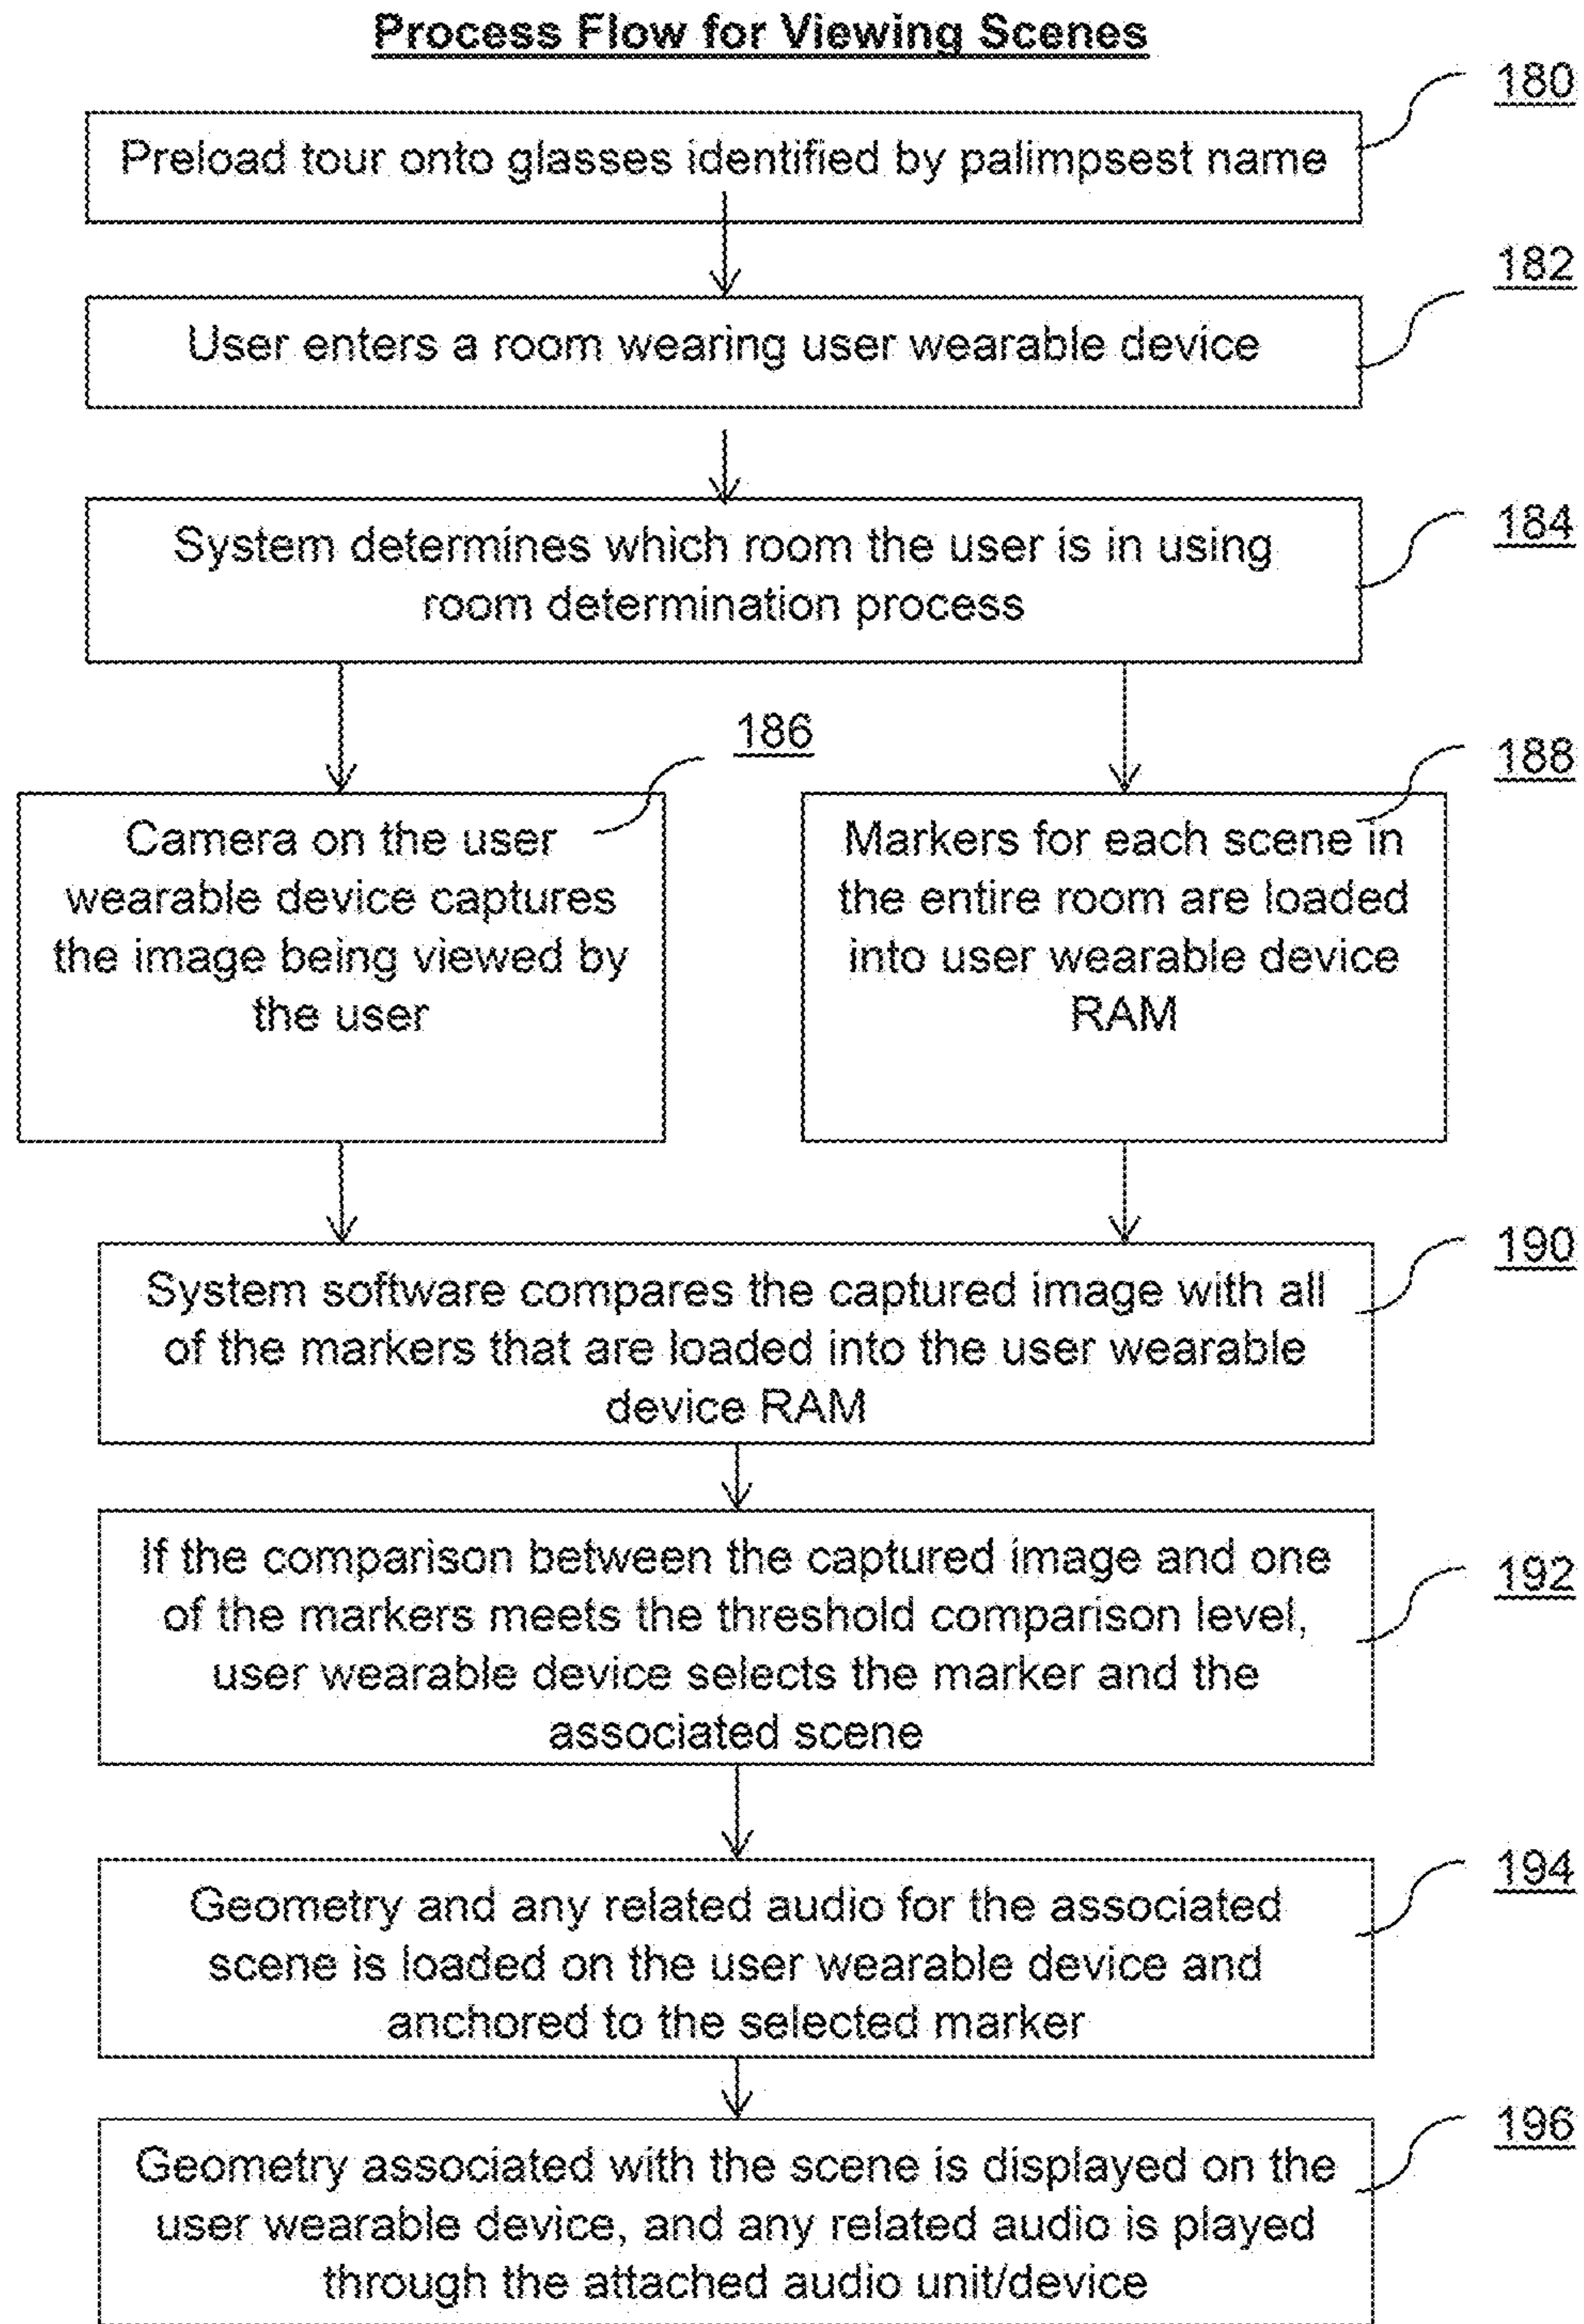 Process Flow for Viewing Scenes
180
Preload tour onto glasses identified by palimpsest name
182
User enters a room wearing user wearable device
184
System determines which room the user is in using
room determination process
186
Camera on the user
wearable device captures
the image being viewed by
the user
188
Markers for each scene in
the entire room are loaded
into user wearable device
RAM
190
System software compares the captured image with all
of the markers that are loaded into the user wearable
device RAM
192
If the comparison between the captured image and one
of the markers meets the threshold comparison level,
user wearable device selects the marker and the
associated scene
194
Geometry and any related audio for the associated
scene is loaded on the user wearable device and
anchored to the selected marker
196
Geometry associated with the scene is displayed on the
user wearable device, and any related audio is played
through the attached audio unit/device